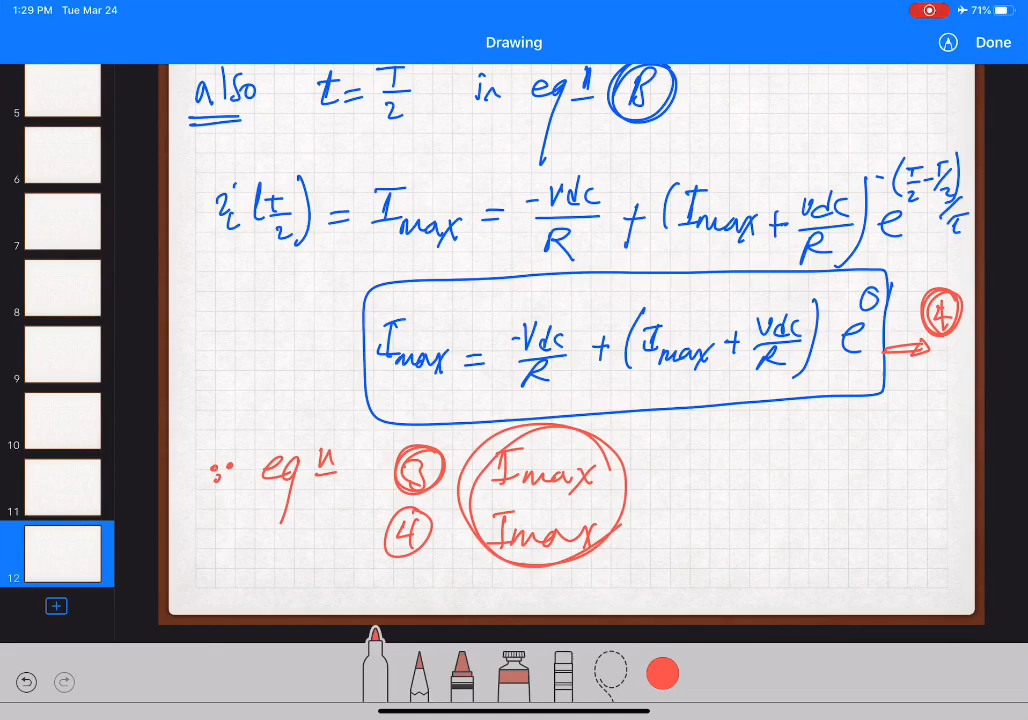 1:29 PM Tue Mar 24
71%
Drawing
Done
also t = T/2 in eqn B
i (t/2) = Imax = -Vdc/R + (Imax + Vdc/R) e^-(T/2 - T/2)/τ
Imax = -Vdc/R + (Imax + Vdc/R) e^0 → 4
∵ eqn 3 Imax
4 Imax
5
6
7
8
9
10
11
12